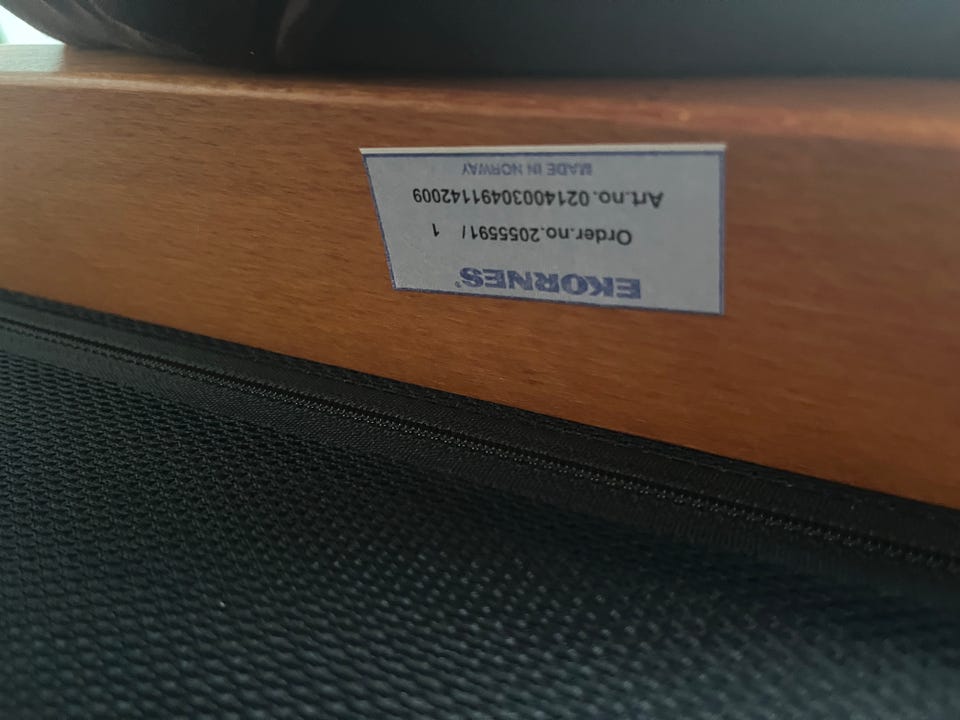 EKORNES®
Order.no.2055591/ 1
Art.no. 02140030491142009
MADE IN NORWAY